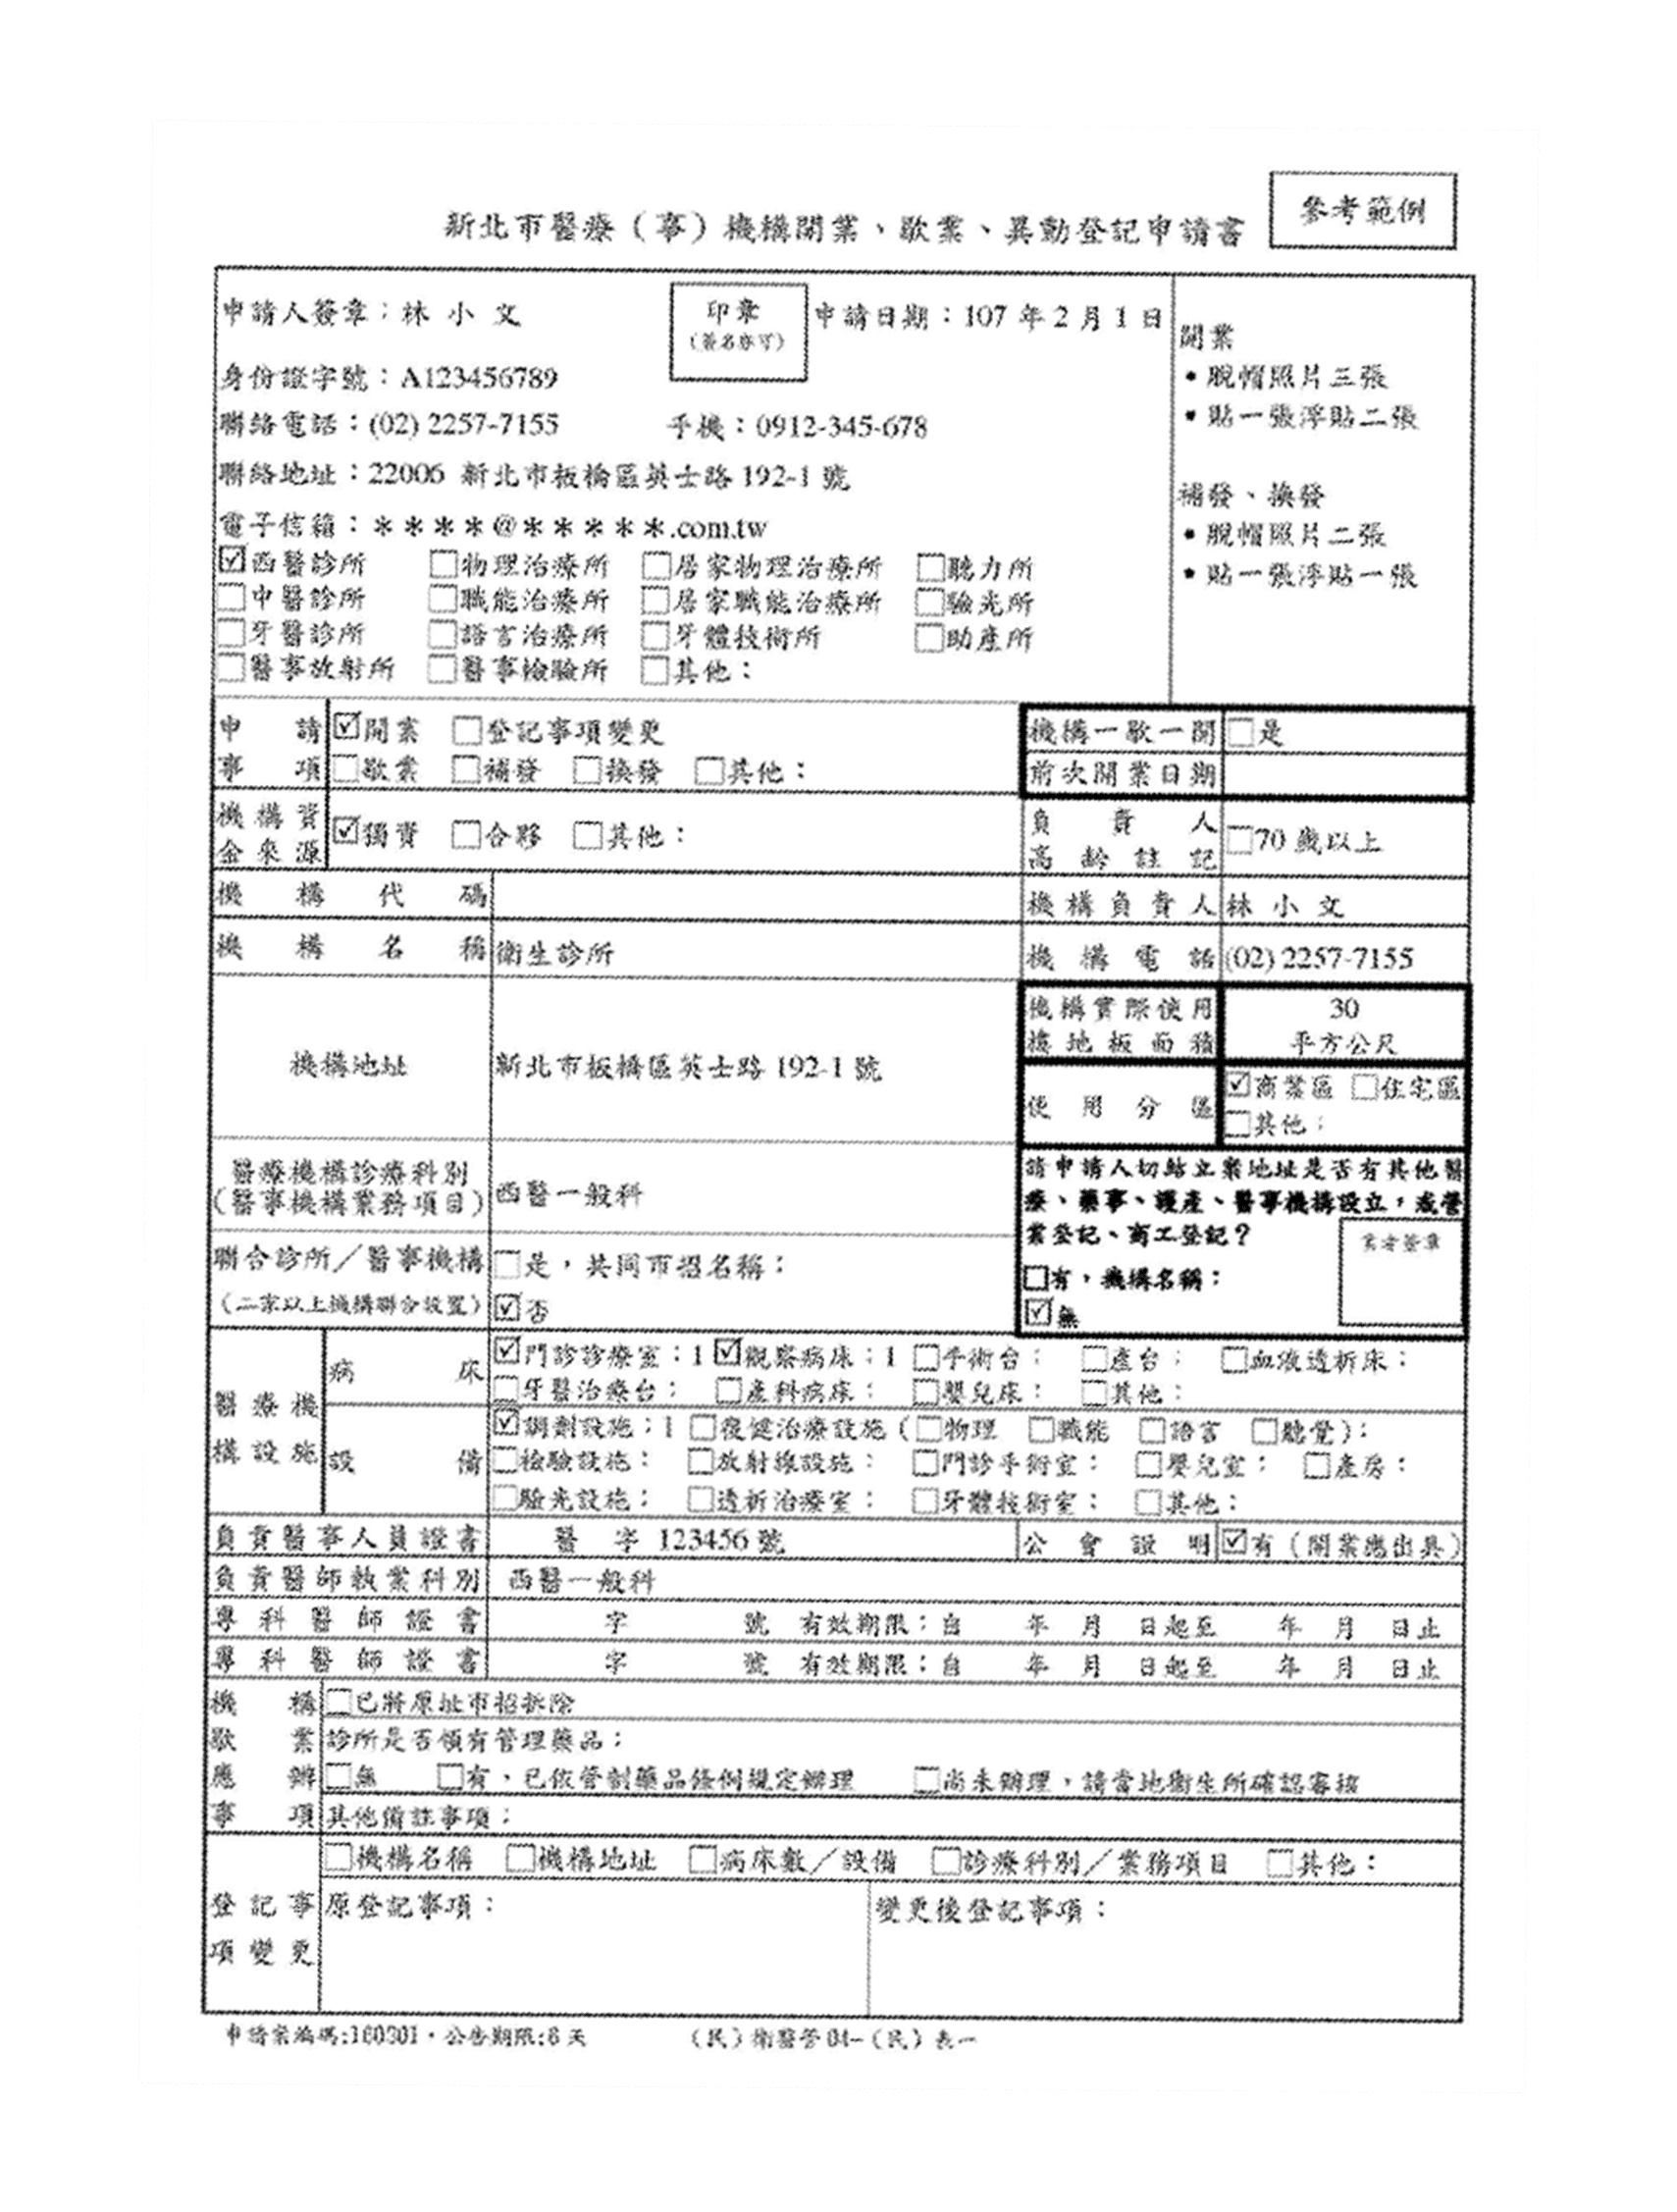 參考範例
新北市醫療（事）機構開業、歇業、異動登記申請書
申請人簽章：林 小 文
印章
（簽名亦可）
申請日期：107 年 2 月 1 日
身份證字號：A123456789
聯絡電話：(02) 2257-7155 手機：0912-345-678
聯絡地址：22006 新北市板橋區英士路 192-1 號
電子信箱：＊＊＊＊@＊＊＊＊＊.com.tw
☑西醫診所 □物理治療所 □居家物理治療所 □聽力所
□中醫診所 □職能治療所 □居家職能治療所 □驗光所
□牙醫診所 □語言治療所 □牙體技術所 □助產所
□醫事放射所 □醫事檢驗所 □其他：
開業
• 脫帽照片三張
• 貼一張浮貼二張
補發、換發
• 脫帽照片二張
• 貼一張浮貼一張
申請事項
☑開業 □登記事項變更
□歇業 □補發 □換發 □其他：
機構一歇一開 □是
前次開業日期
機構資金來源
☑獨資 □合夥 □其他：
負責人高齡註記
□70 歲以上
機構代碼
機構負責人 林 小 文
機構名稱 衛生診所
機構電話 (02) 2257-7155
機構地址 新北市板橋區英士路 192-1 號
機構實際使用樓地板面積
30
平方公尺
使用分區
☑商業區 □住宅區
□其他：
醫療機構診療科別
（醫事機構業務項目）
西醫一般科
請申請人切結立案地址是否有其他醫
療、藥事、護產、醫事機構設立，或營
業登記、商工登記？
業者簽章
□有，機構名稱：
☑無
聯合診所／醫事機構
（二家以上機構聯合設置）
□是，共同市招名稱：
☑否
醫療機構設施
病床
☑門診診療室：1 ☑觀察病床：1 □手術台： □產台： □血液透析床：
□牙醫治療台： □產科病床： □嬰兒床： □其他：
設備
☑調劑設施：1 □復健治療設施（□物理 □職能 □語言 □聽覺）：
□檢驗設施： □放射線設施： □門診手術室： □嬰兒室： □產房：
□驗光設施： □透析治療室： □牙體技術室： □其他：
負責醫事人員證書 醫 字 123456 號 公會證明 ☑有（開業應出具）
負責醫師執業科別 西醫一般科
專科醫師證書 字 號 有效期限：自 年 月 日起至 年 月 日止
專科醫師證書 字 號 有效期限：自 年 月 日起至 年 月 日止
機構歇業應辦事項
□已將原址市招拆除
診所是否領有管理藥品：
□無 □有，已依管制藥品條例規定辦理 □尚未辦理，請當地衛生所確認審核
其他備註事項：
登記事項變更
□機構名稱 □機構地址 □病床數／設備 □診療科別／業務項目 □其他：
原登記事項：
變更後登記事項：
申請案編碼:160301，公告期限:6 天 （民）衛醫管 04-（民）表一